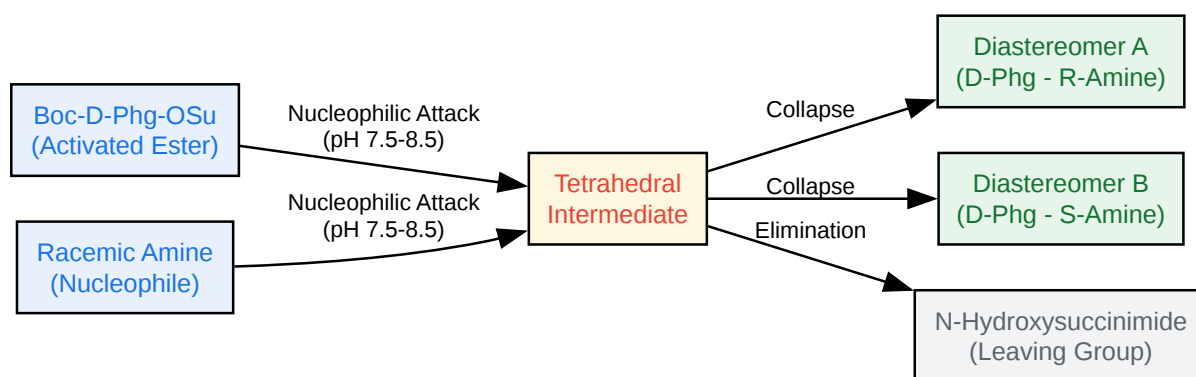 Boc-D-Phg-OSu
(Activated Ester)
Racemic Amine
(Nucleophile)
Nucleophilic Attack
(pH 7.5-8.5)
Nucleophilic Attack
(pH 7.5-8.5)
Tetrahedral
Intermediate
Collapse
Collapse
Elimination
Diastereomer A
(D-Phg - R-Amine)
Diastereomer B
(D-Phg - S-Amine)
N-Hydroxysuccinimide
(Leaving Group)